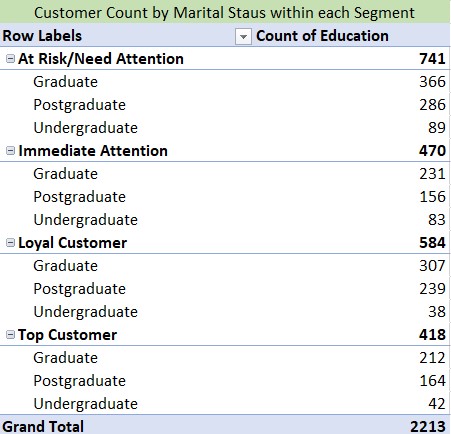 Customer Count by Marital Staus within each Segment
Row Labels Count of Education
At Risk/Need Attention 741
Graduate 366
Postgraduate 286
Undergraduate 89
Immediate Attention 470
Graduate 231
Postgraduate 156
Undergraduate 83
Loyal Customer 584
Graduate 307
Postgraduate 239
Undergraduate 38
Top Customer 418
Graduate 212
Postgraduate 164
Undergraduate 42
Grand Total 2213